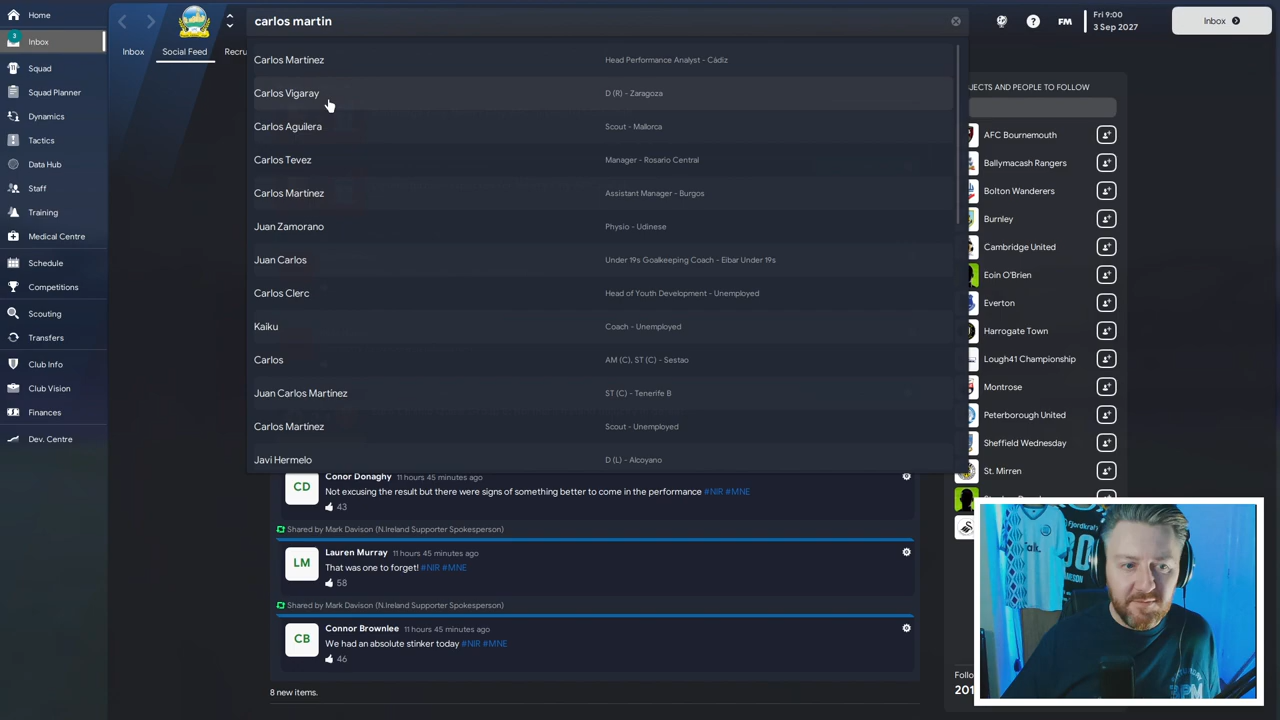 Home
3
Inbox
Squad
Squad Planner
Dynamics
Tactics
Data Hub
Staff
Training
Medical Centre
Schedule
Competitions
Scouting
Transfers
Club Info
Club Vision
Finances
Dev. Centre
carlos martin
FM
Fri 9:00
3 Sep 2027
Inbox
Inbox
Social Feed
Recru
Carlos Martínez
Head Performance Analyst - Cádiz
Carlos Vigaray
D (R) - Zaragoza
Carlos Aguilera
Scout - Mallorca
Carlos Tevez
Manager - Rosario Central
Carlos Martínez
Assistant Manager - Burgos
Juan Zamorano
Physio - Udinese
Juan Carlos
Under 19s Goalkeeping Coach - Eibar Under 19s
Carlos Clerc
Head of Youth Development - Unemployed
Kaiku
Coach - Unemployed
Carlos
AM (C), ST (C) - Sestao
Juan Carlos Martínez
ST (C) - Tenerife B
Carlos Martínez
Scout - Unemployed
Javi Hermelo
D (L) - Alcoyano
CD
Conor Donaghy 11 hours 45 minutes ago
Not excusing the result but there were signs of something better to come in the performance #NIR #MNE
43
Shared by Mark Davison (N.Ireland Supporter Spokesperson)
LM
Lauren Murray 11 hours 45 minutes ago
That was one to forget! #NIR #MNE
58
Shared by Mark Davison (N.Ireland Supporter Spokesperson)
CB
Connor Brownlee 11 hours 45 minutes ago
We had an absolute stinker today #NIR #MNE
46
8 new items.
JECTS AND PEOPLE TO FOLLOW
AFC Bournemouth
Ballymacash Rangers
Bolton Wanderers
Burnley
Cambridge United
Eoin O'Brien
Everton
Harrogate Town
Lough41 Championship
Montrose
Peterborough United
Sheffield Wednesday
St. Mirren
Follo
201